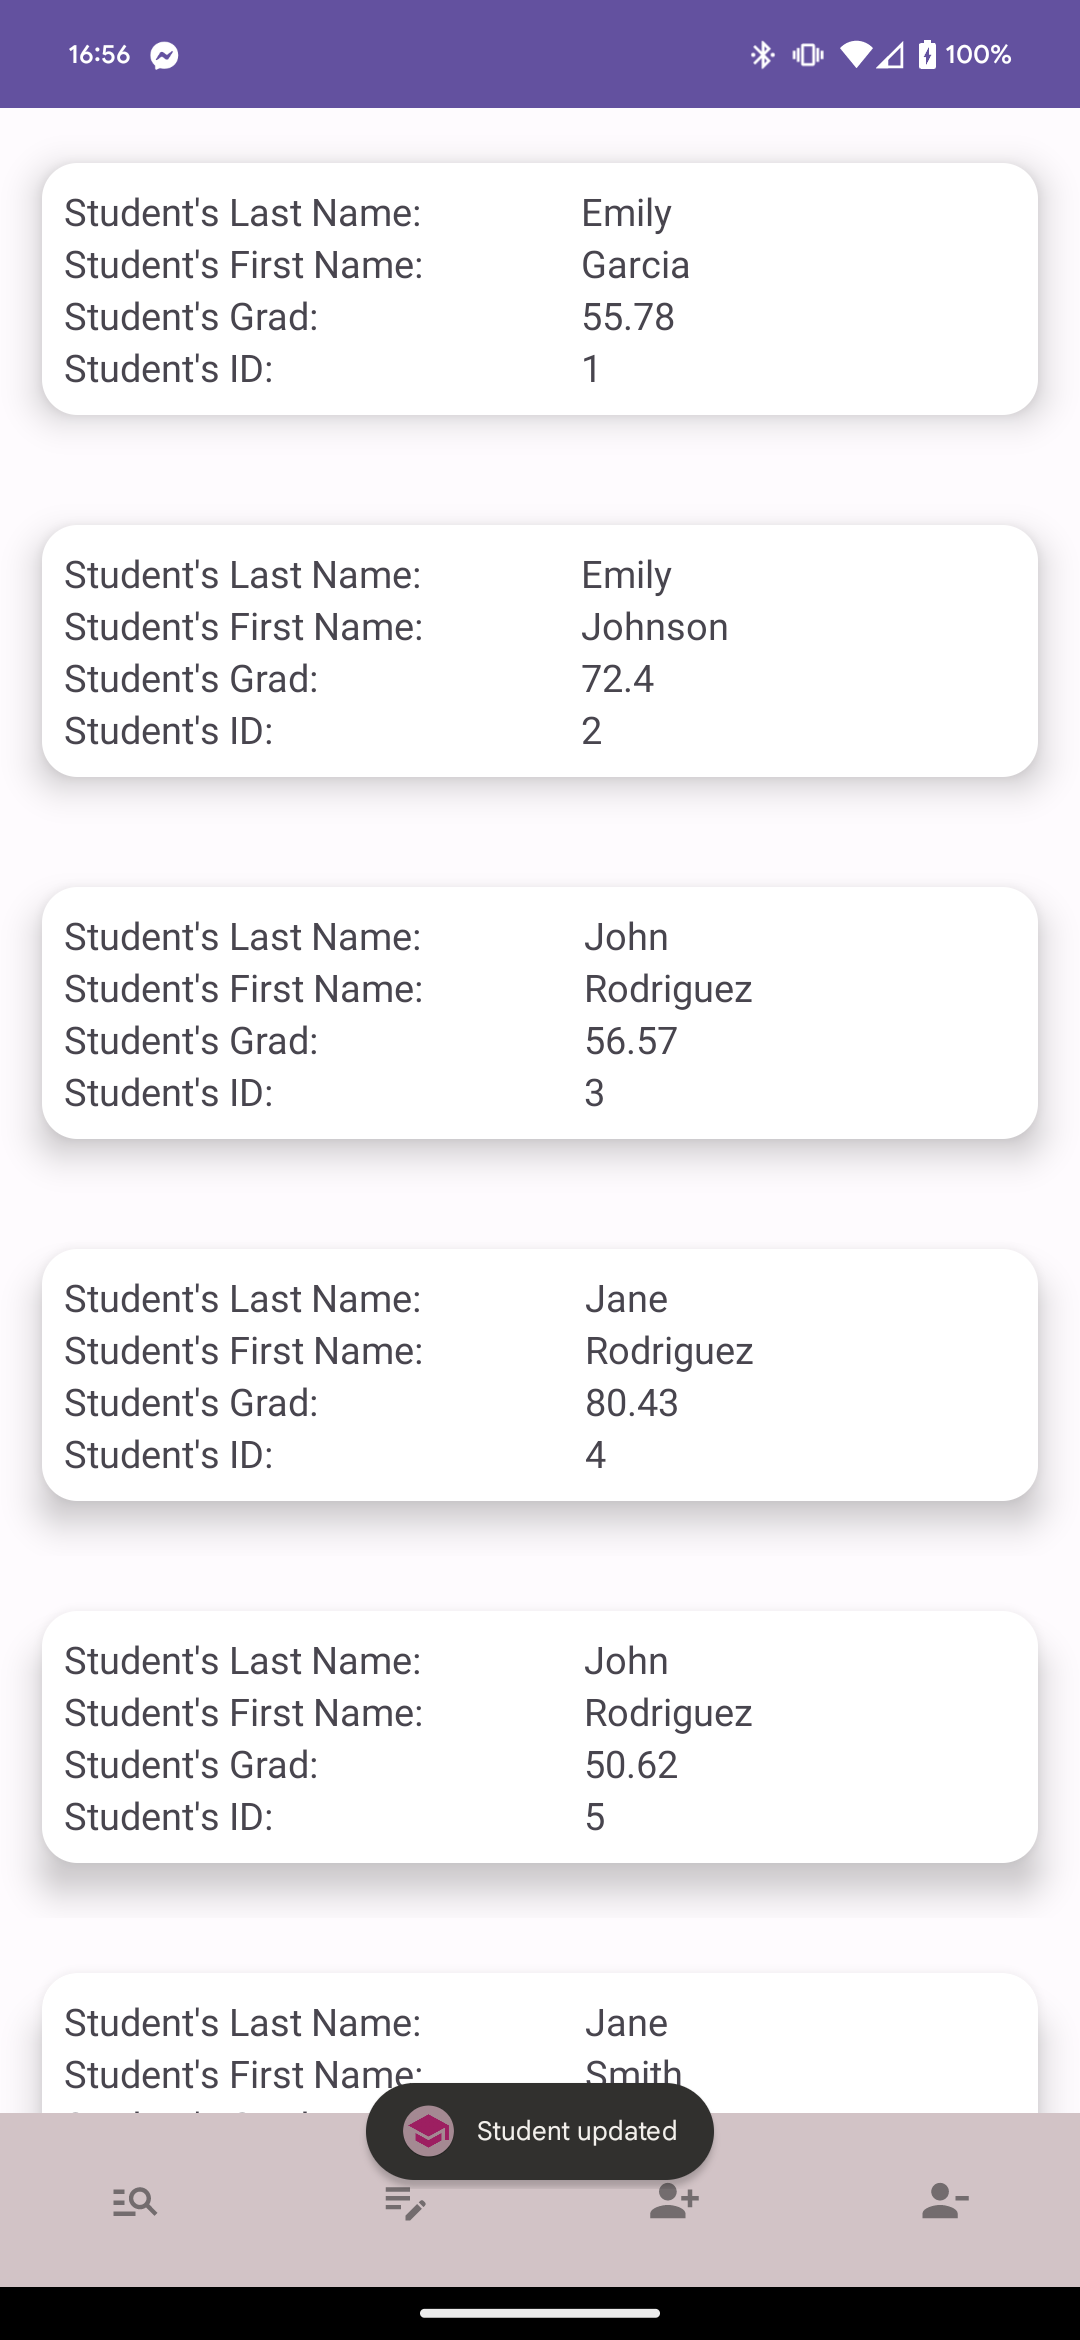 16:56 100%
Student's Last Name: Emily
Student's First Name: Garcia
Student's Grad: 55.78
Student's ID: 1
Student's Last Name: Emily
Student's First Name: Johnson
Student's Grad: 72.4
Student's ID: 2
Student's Last Name: John
Student's First Name: Rodriguez
Student's Grad: 56.57
Student's ID: 3
Student's Last Name: Jane
Student's First Name: Rodriguez
Student's Grad: 80.43
Student's ID: 4
Student's Last Name: John
Student's First Name: Rodriguez
Student's Grad: 50.62
Student's ID: 5
Student's Last Name: Jane
Student's First Name: Smith
Student updated